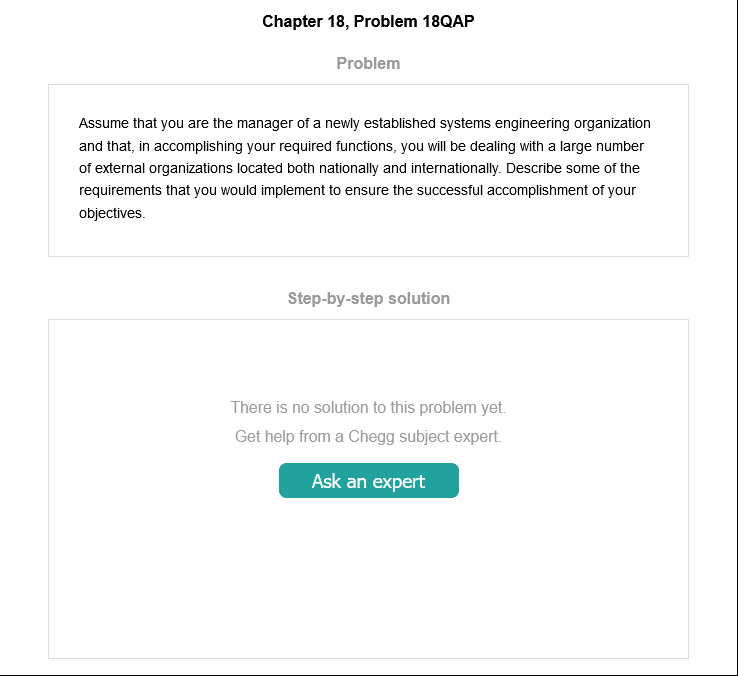 Chapter 18, Problem 18QAP
Problem
Assume that you are the manager of a newly established systems engineering organization
and that, in accomplishing your required functions, you will be dealing with a large number
of external organizations located both nationally and internationally. Describe some of the
requirements that you would implement to ensure the successful accomplishment of your
objectives.
Step-by-step solution
There is no solution to this problem yet.
Get help from a Chegg subject expert.
Ask an expert